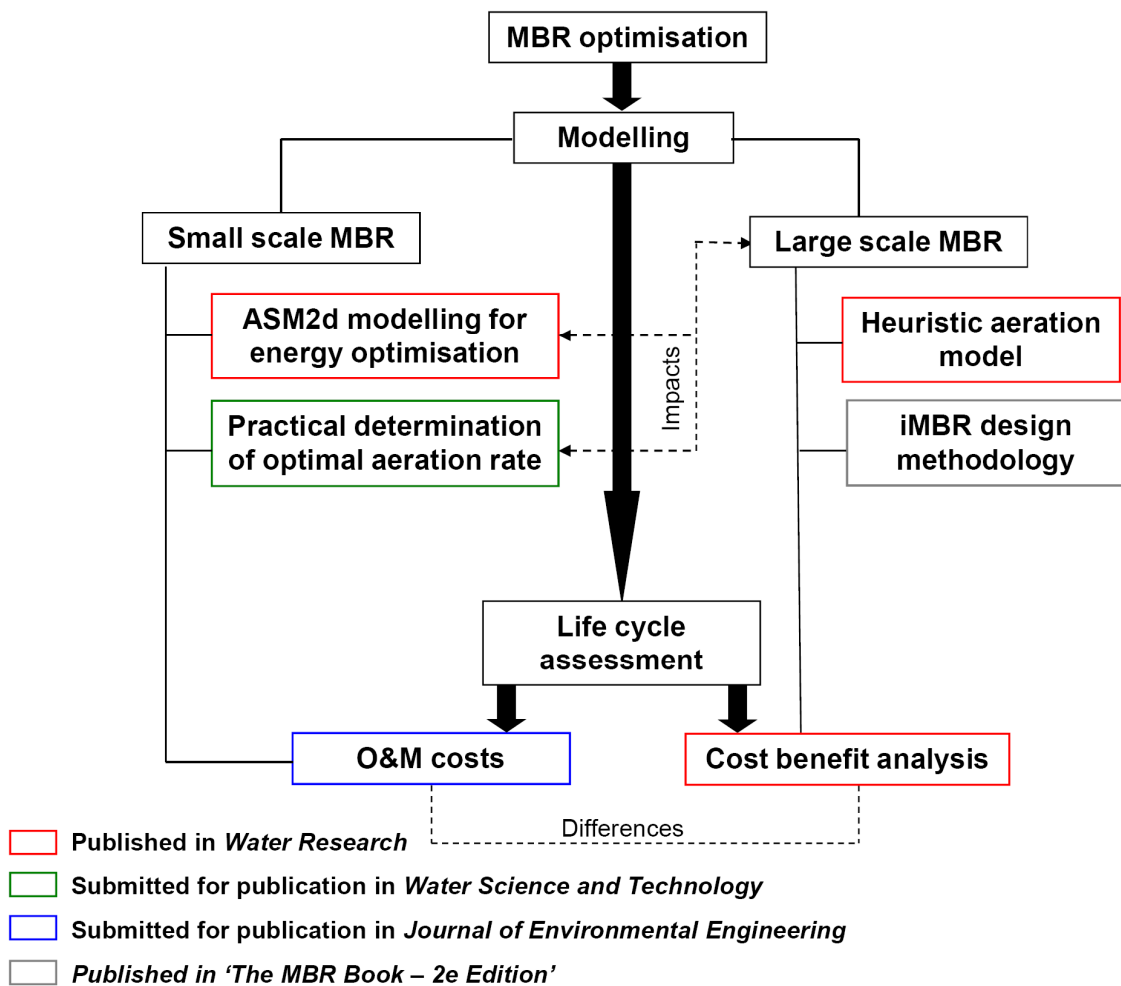 MBR optimisation
Modelling
Small scale MBR
Large scale MBR
ASM2d modelling for
energy optimisation
Heuristic aeration
model
Impacts
Practical determination
of optimal aeration rate
iMBR design
methodology
Life cycle
assessment
O&M costs
Cost benefit analysis
Differences
Published in Water Research
Submitted for publication in Water Science and Technology
Submitted for publication in Journal of Environmental Engineering
Published in ‘The MBR Book – 2e Edition’